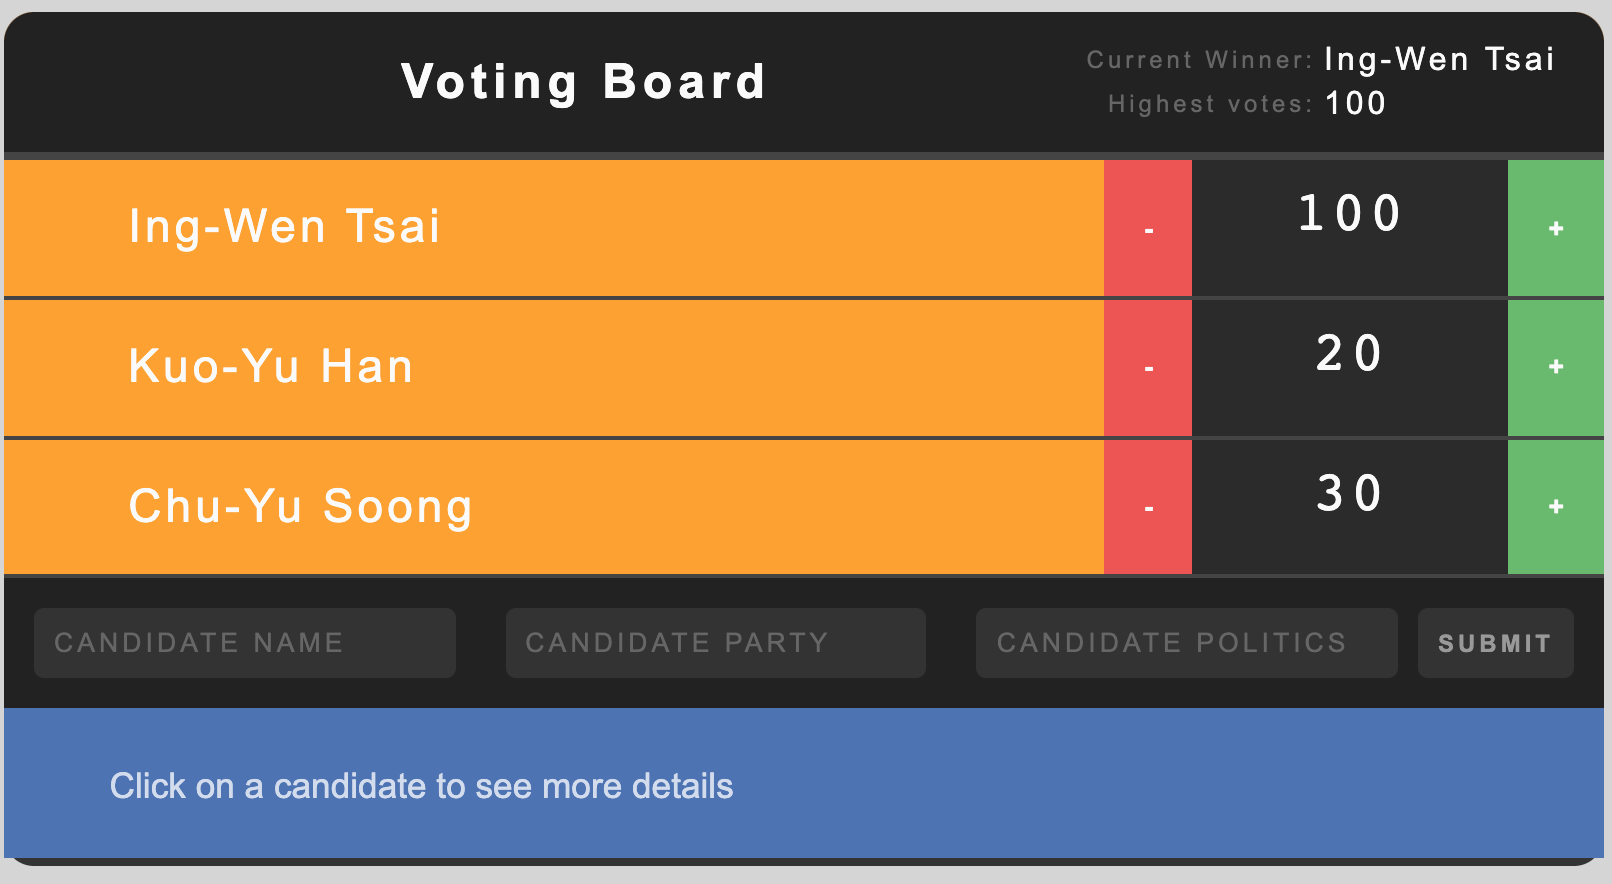 Voting Board
Current Winner: Ing-Wen Tsai
Highest votes: 100
Ing-Wen Tsai - 100 +
Kuo-Yu Han - 20 +
Chu-Yu Soong - 30 +
CANDIDATE NAME CANDIDATE PARTY CANDIDATE POLITICS SUBMIT
Click on a candidate to see more details